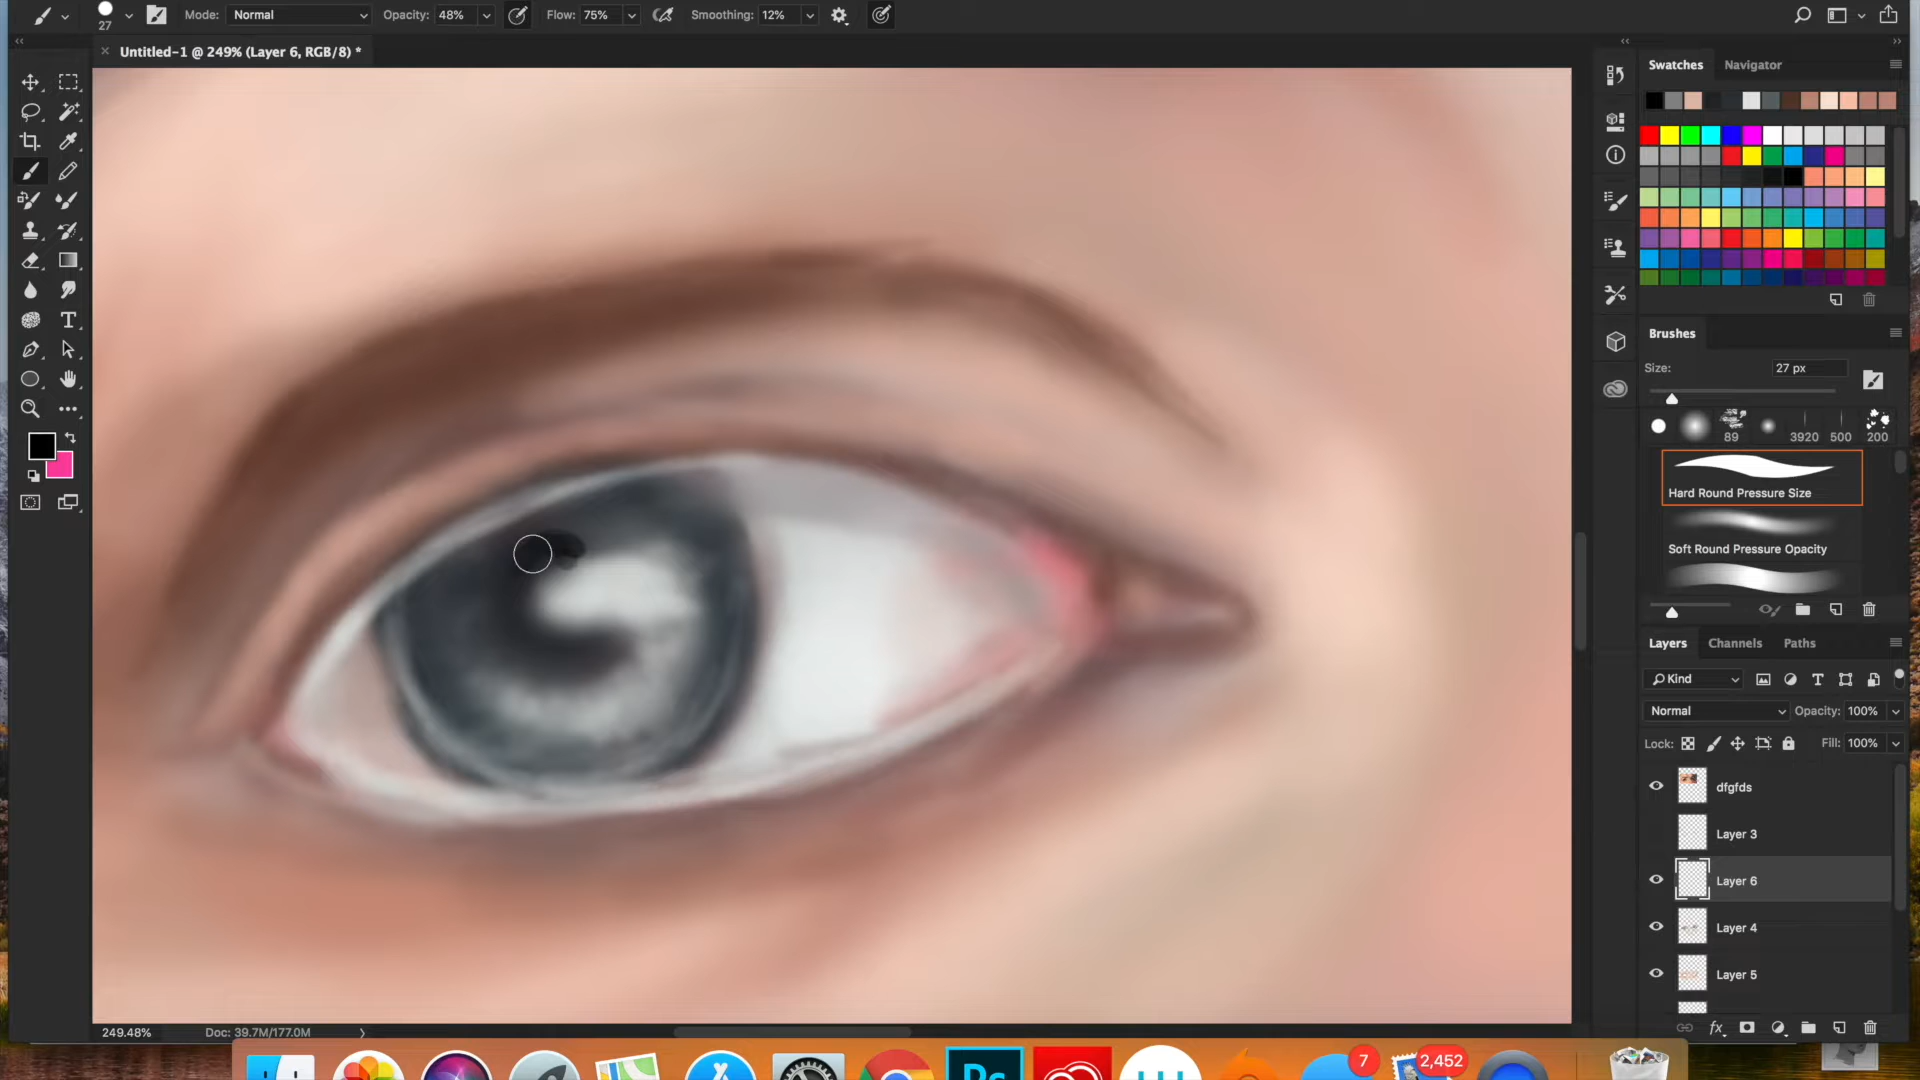 27
Mode: Normal
Opacity: 48%
Flow: 75%
Smoothing: 12%
Untitled-1 @ 249% (Layer 6, RGB/8) *
Swatches Navigator
Brushes
Size: 27 px
89 3920 500 200
Hard Round Pressure Size
Soft Round Pressure Opacity
Layers Channels Paths
Kind
Normal Opacity: 100%
Lock: Fill: 100%
dfgfds
Layer 3
Layer 6
Layer 4
Layer 5
fx
249.48% Doc: 39.7M/177.0M
Ps 7 2,452